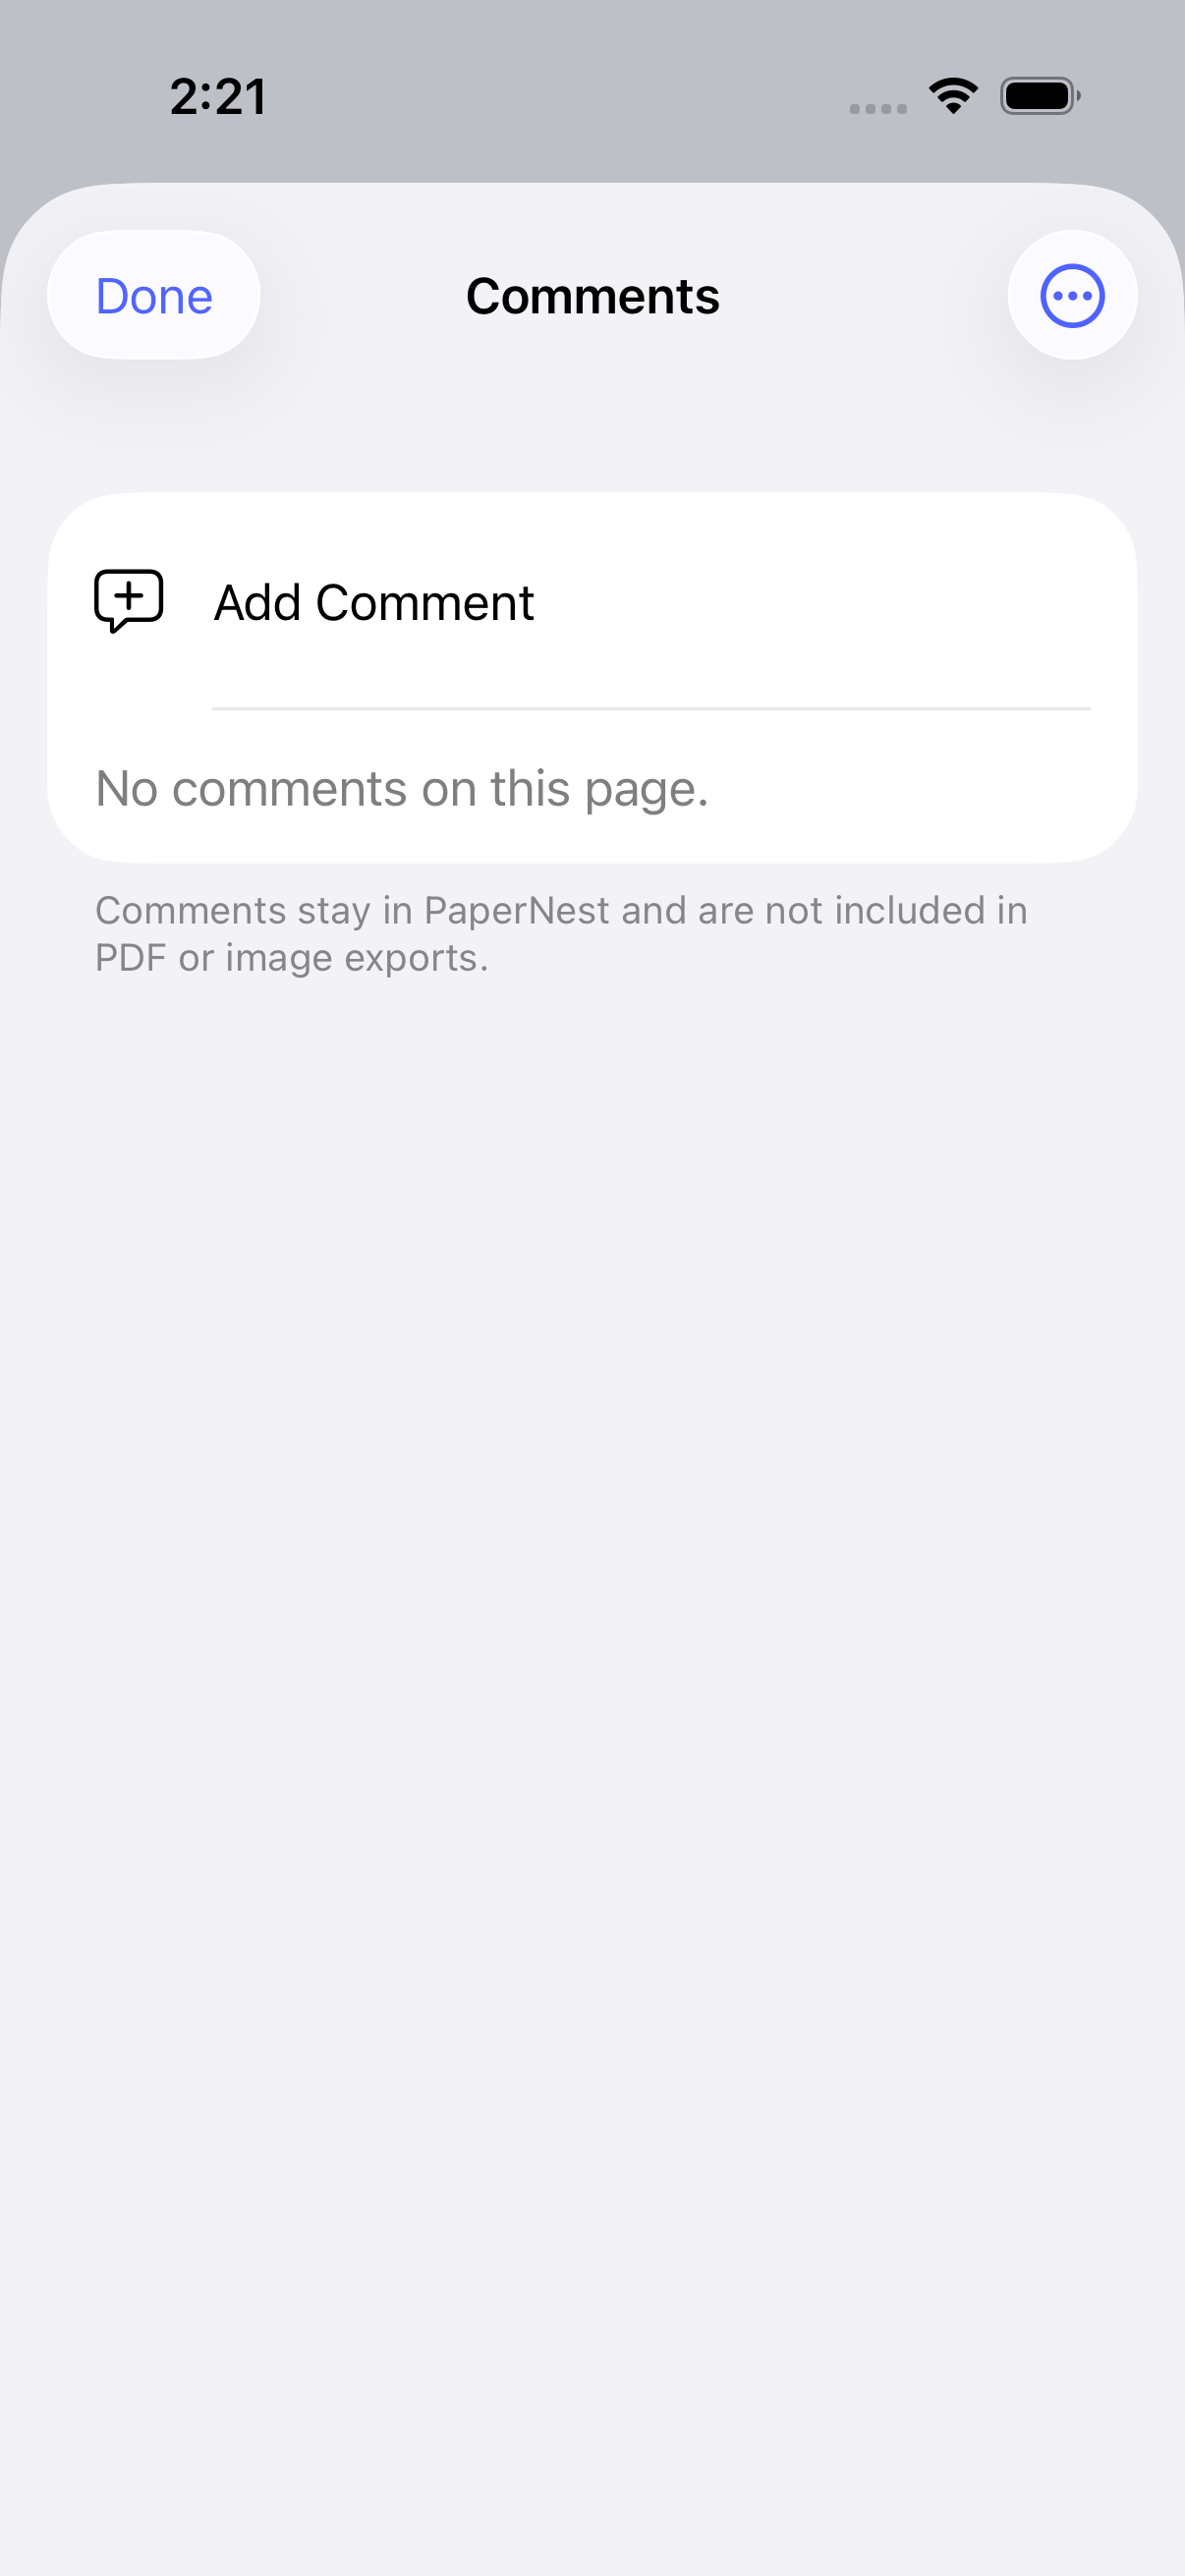 2:21
Done
Comments
Add Comment
No comments on this page.
Comments stay in PaperNest and are not included in
PDF or image exports.